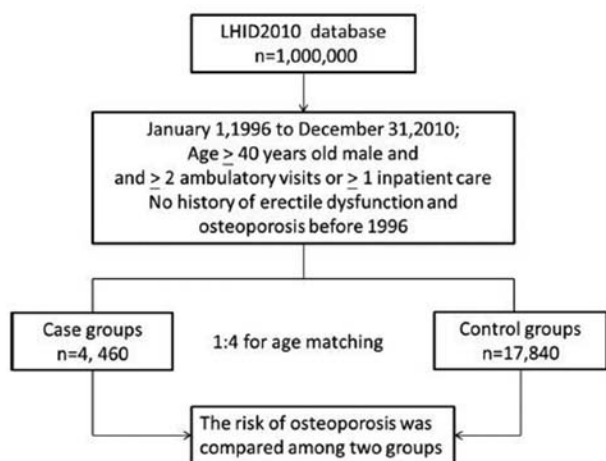 LHID2010 database
n=1,000,000
January 1,1996 to December 31,2010;
Age ≥ 40 years old male and
and ≥ 2 ambulatory visits or ≥ 1 inpatient care
No history of erectile dysfunction and
osteoporosis before 1996
Case groups
n=4, 460
1:4 for age matching
Control groups
n=17,840
The risk of osteoporosis was
compared among two groups